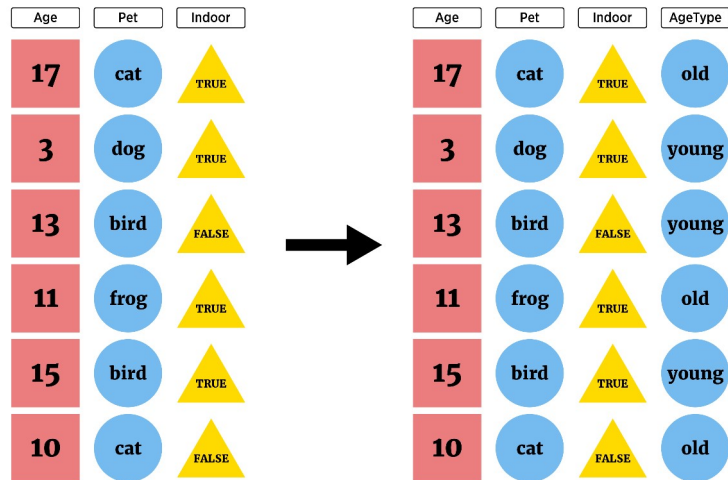 Age Pet Indoor Age Pet Indoor AgeType
17 cat TRUE 17 cat TRUE old
3 dog TRUE 3 dog TRUE young
13 bird FALSE 13 bird FALSE young
11 frog TRUE 11 frog TRUE old
15 bird TRUE 15 bird TRUE young
10 cat FALSE 10 cat FALSE old